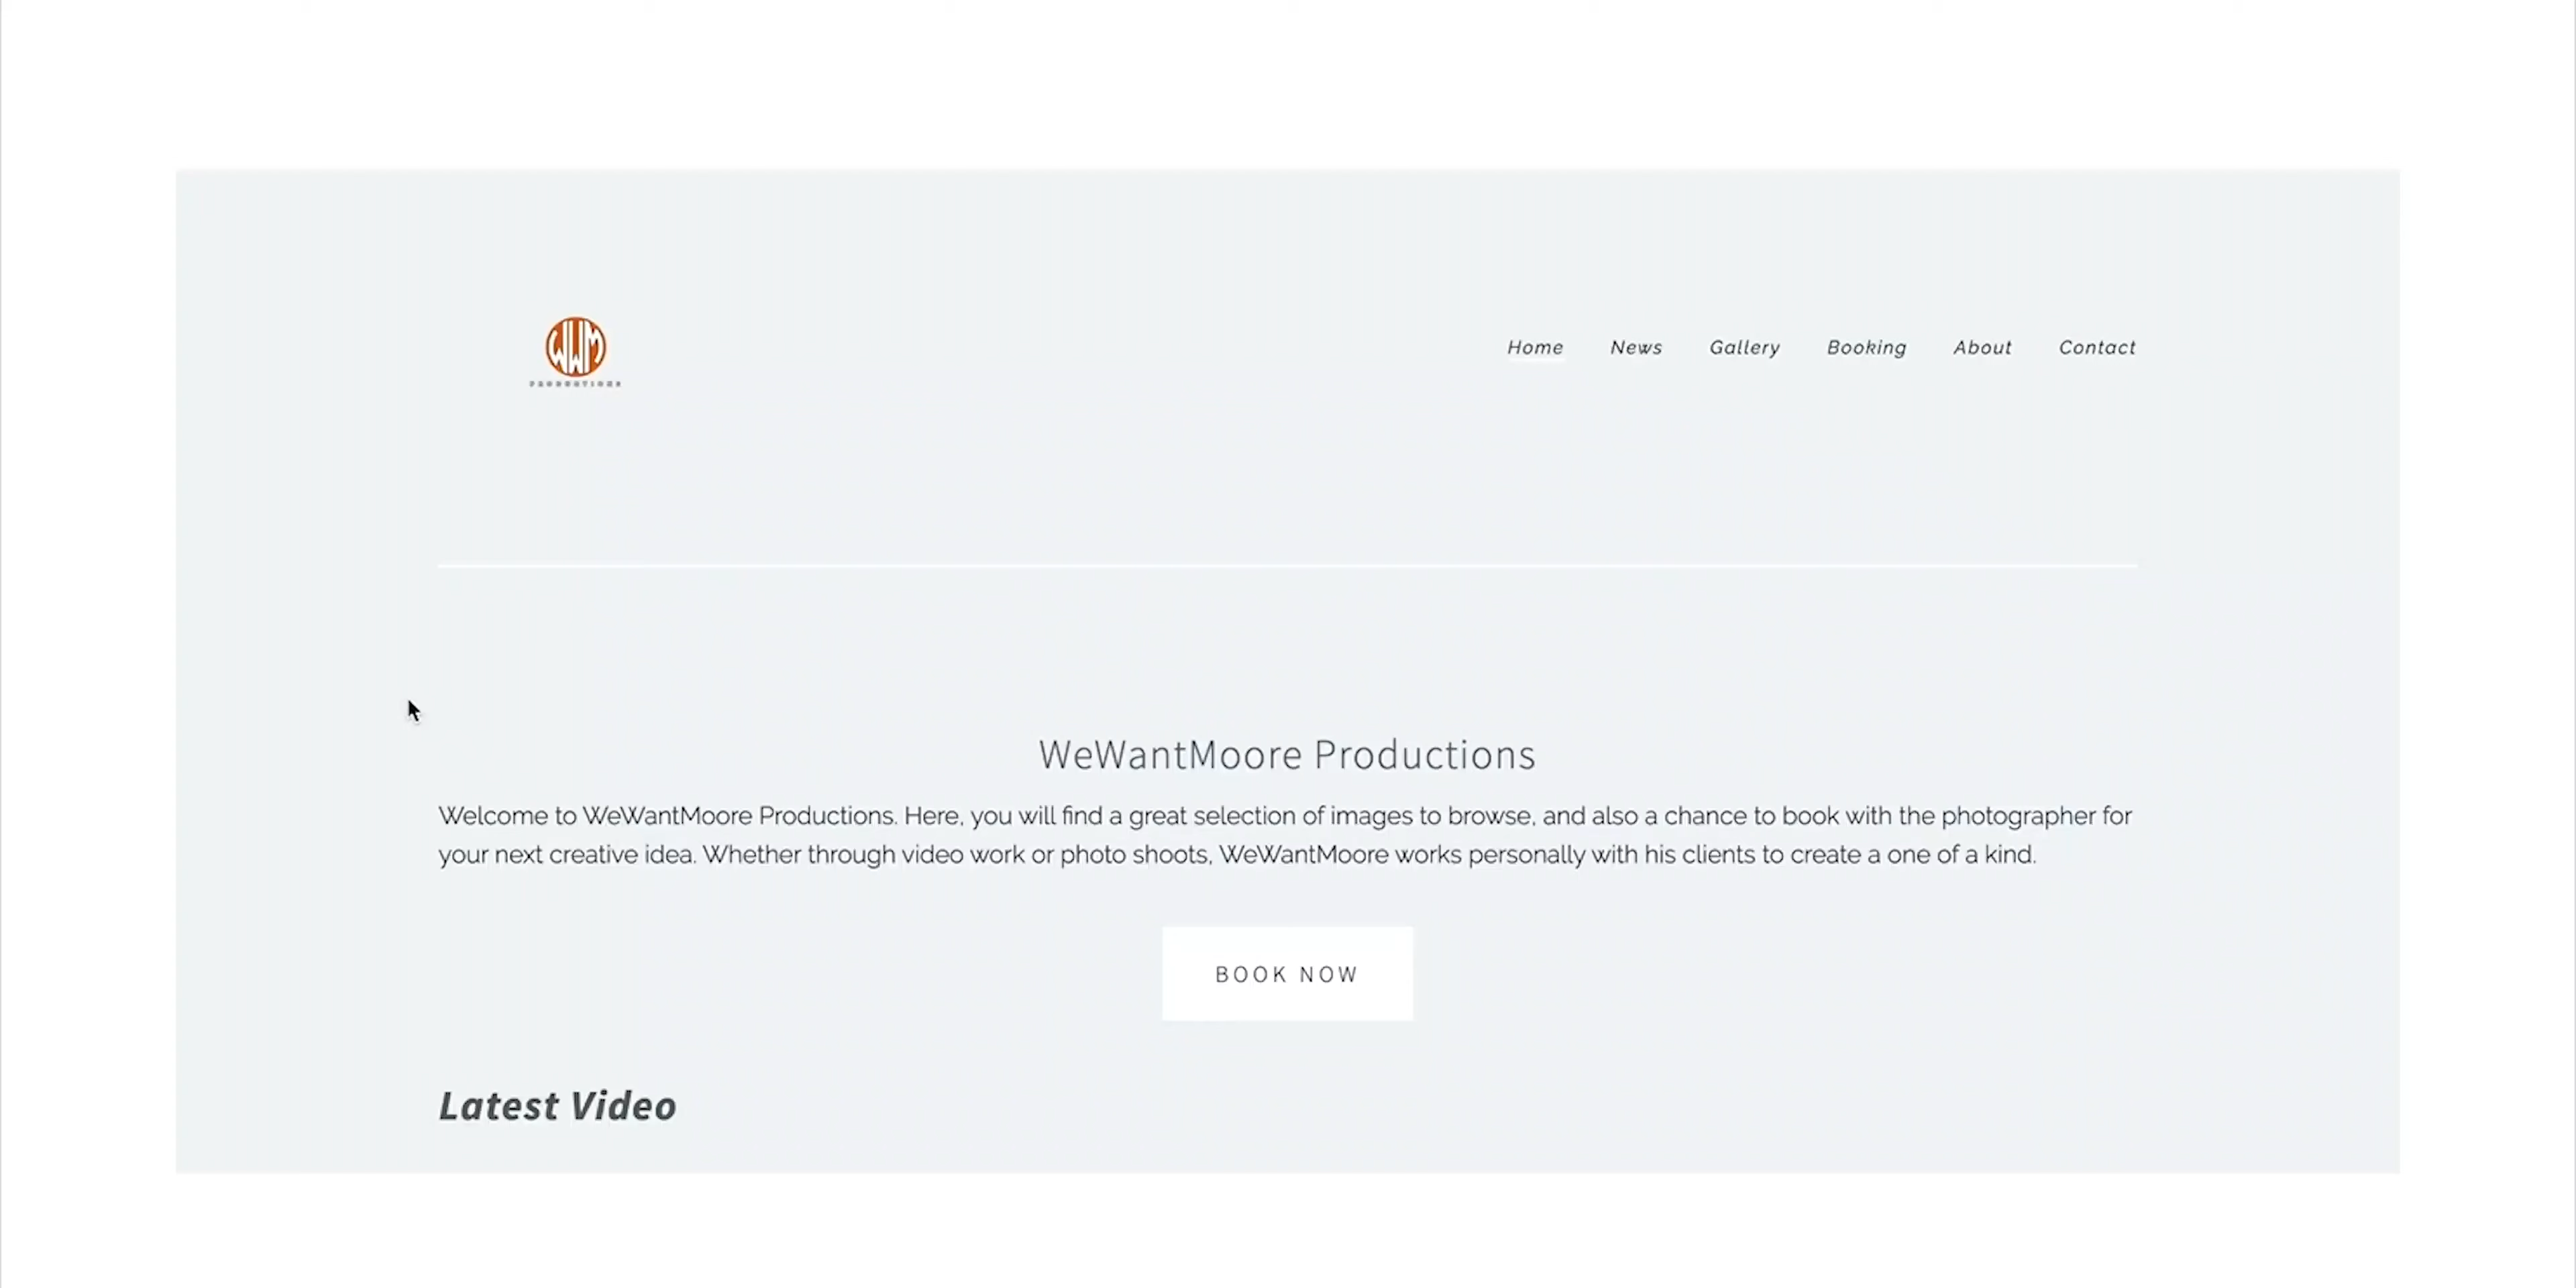 WWM
PRODUCTIONS
Home News Gallery Booking About Contact
WeWantMoore Productions
Welcome to WeWantMoore Productions. Here, you will find a great selection of images to browse, and also a chance to book with the photographer for
your next creative idea. Whether through video work or photo shoots, WeWantMoore works personally with his clients to create a one of a kind.
BOOK NOW
Latest Video